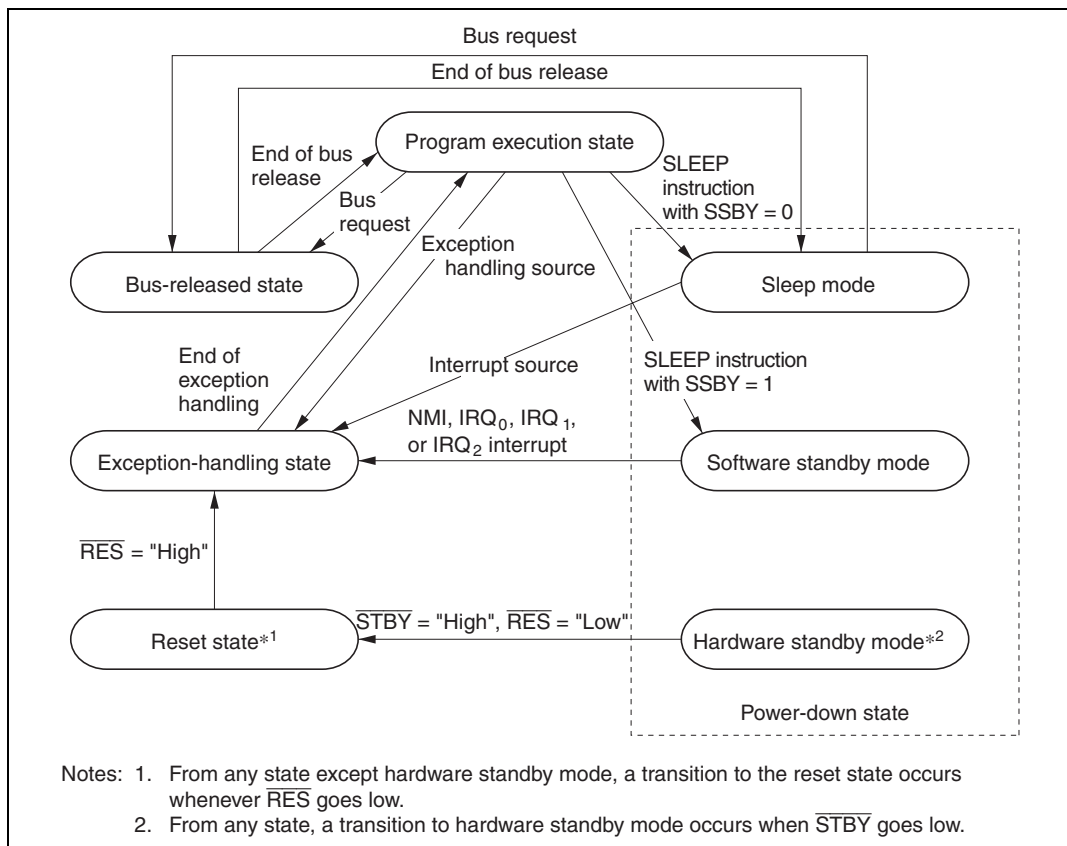 Bus request
End of bus release
Program execution state
End of bus
release
SLEEP
instruction
with SSBY = 0
Bus
request
Exception
handling source
Bus-released state
Sleep mode
End of
exception
handling
Interrupt source
SLEEP instruction
with SSBY = 1
NMI, IRQ₀, IRQ₁,
or IRQ₂ interrupt
Exception-handling state
Software standby mode
R̅E̅S̅ = "High"
S̅T̅B̅Y̅ = "High", R̅E̅S̅ = "Low"
Reset state*¹
Hardware standby mode*²
Power-down state
Notes: 1. From any state except hardware standby mode, a transition to the reset state occurs
whenever R̅E̅S̅ goes low.
2. From any state, a transition to hardware standby mode occurs when S̅T̅B̅Y̅ goes low.